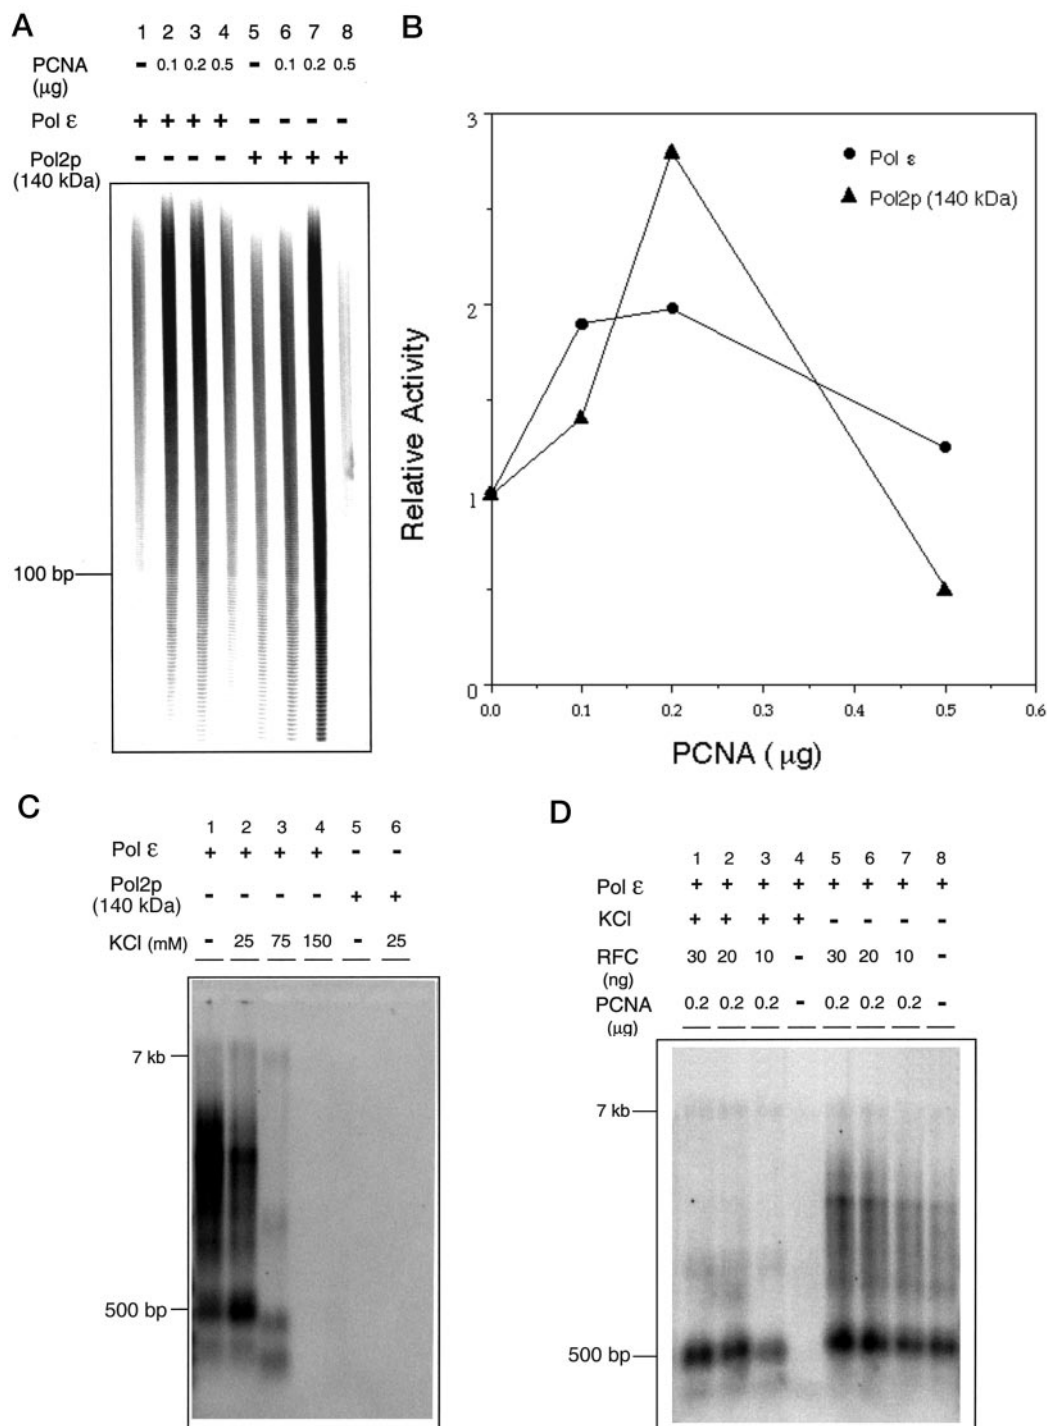 A
1 2 3 4 5 6 7 8
PCNA - 0.1 0.2 0.5 - 0.1 0.2 0.5
(μg)
Pol ε + + + + - - - -
Pol2p - - - - + + + +
(140 kDa)
100 bp
B
3
2
1
0
Relative Activity
Pol ε
Pol2p (140 kDa)
0.0 0.1 0.2 0.3 0.4 0.5 0.6
PCNA (μg)
C
1 2 3 4 5 6
Pol ε + + + + - -
Pol2p - - - - + +
(140 kDa)
KCl (mM) - 25 75 150 - 25
7 kb
500 bp
D
1 2 3 4 5 6 7 8
Pol ε + + + + + + + +
KCl + + + + - - - -
RFC 30 20 10 - 30 20 10 -
(ng)
PCNA 0.2 0.2 0.2 - 0.2 0.2 0.2 -
(μg)
7 kb
500 bp